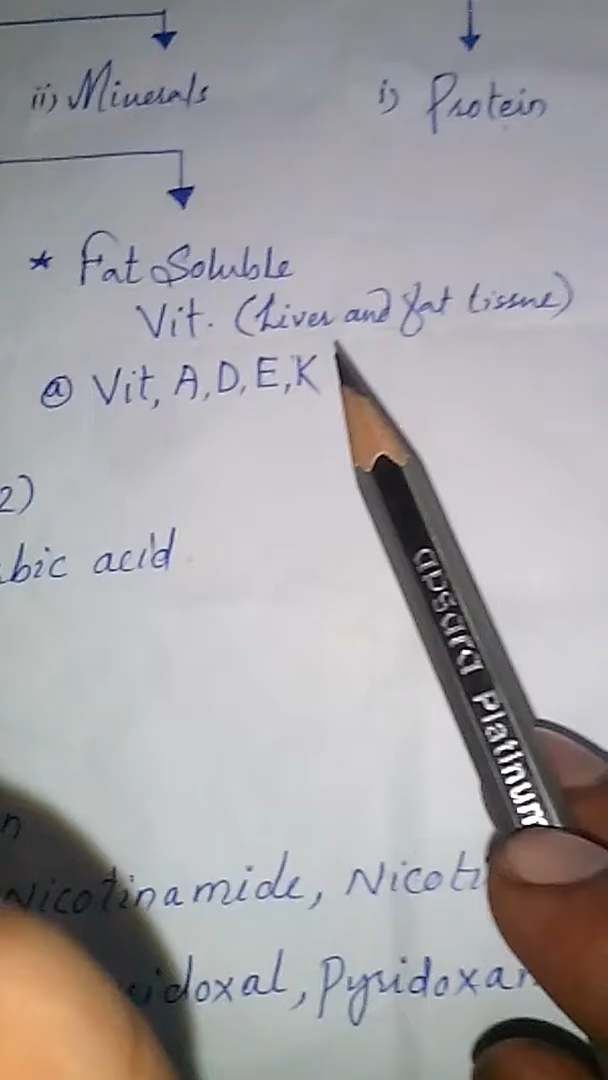 ii) Minerals
i) Protein
* Fat Soluble
Vit. (Liver and fat tissue)
ⓐ Vit, A, D, E, K
2)
bic acid
apsara Platinum
n
Nicotinamide, Nicoti
idoxal, Pyridoxa